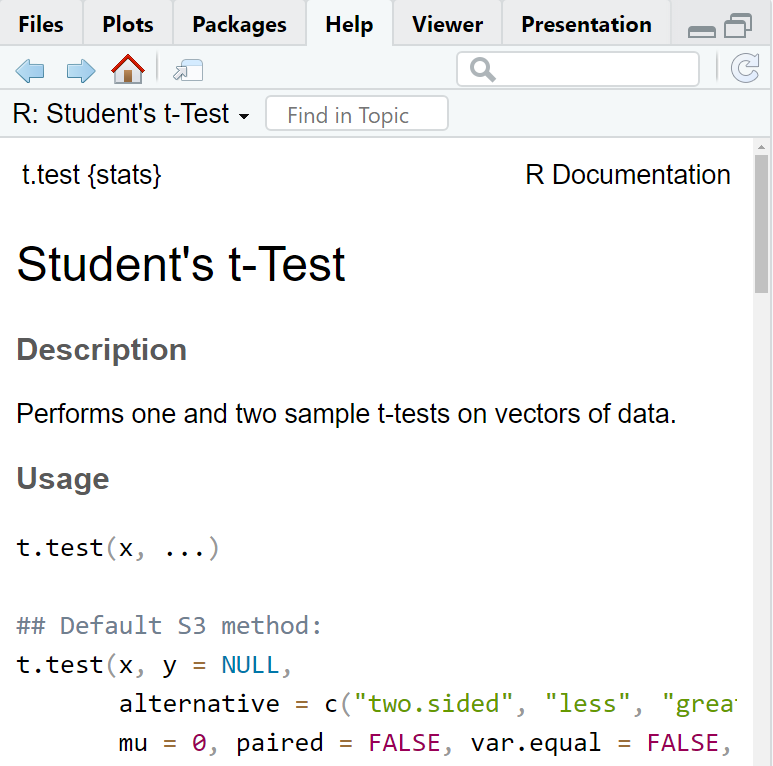 Files Plots Packages Help Viewer Presentation
R: Student's t-Test Find in Topic
t.test {stats} R Documentation
Student's t-Test
Description
Performs one and two sample t-tests on vectors of data.
Usage
t.test(x, ...)
## Default S3 method:
t.test(x, y = NULL,
alternative = c("two.sided", "less", "grea
mu = 0, paired = FALSE, var.equal = FALSE,